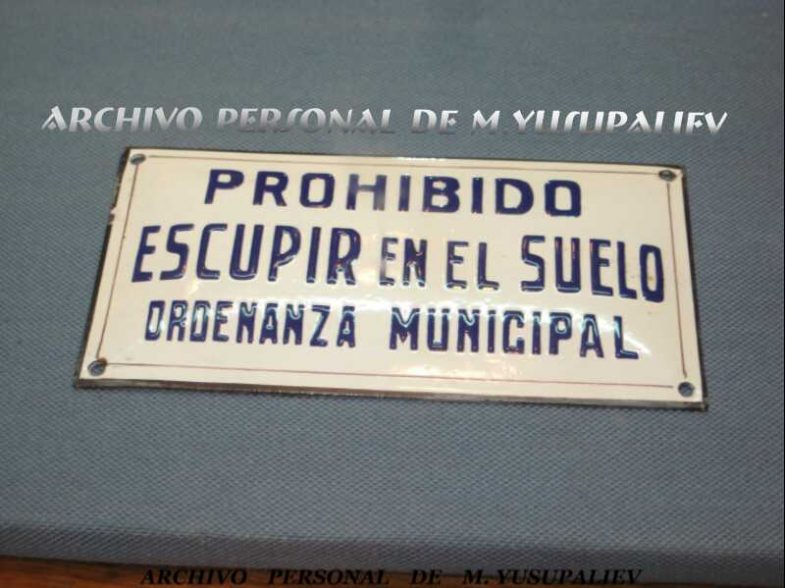 ARCHIVO PERSONAL DE M.YUSUPALIEV
PROHIBIDO
ESCUPIR EN EL SUELO
ORDENANZA MUNICIPAL
ARCHIVO PERSONAL DE M. YUSUPALIEV